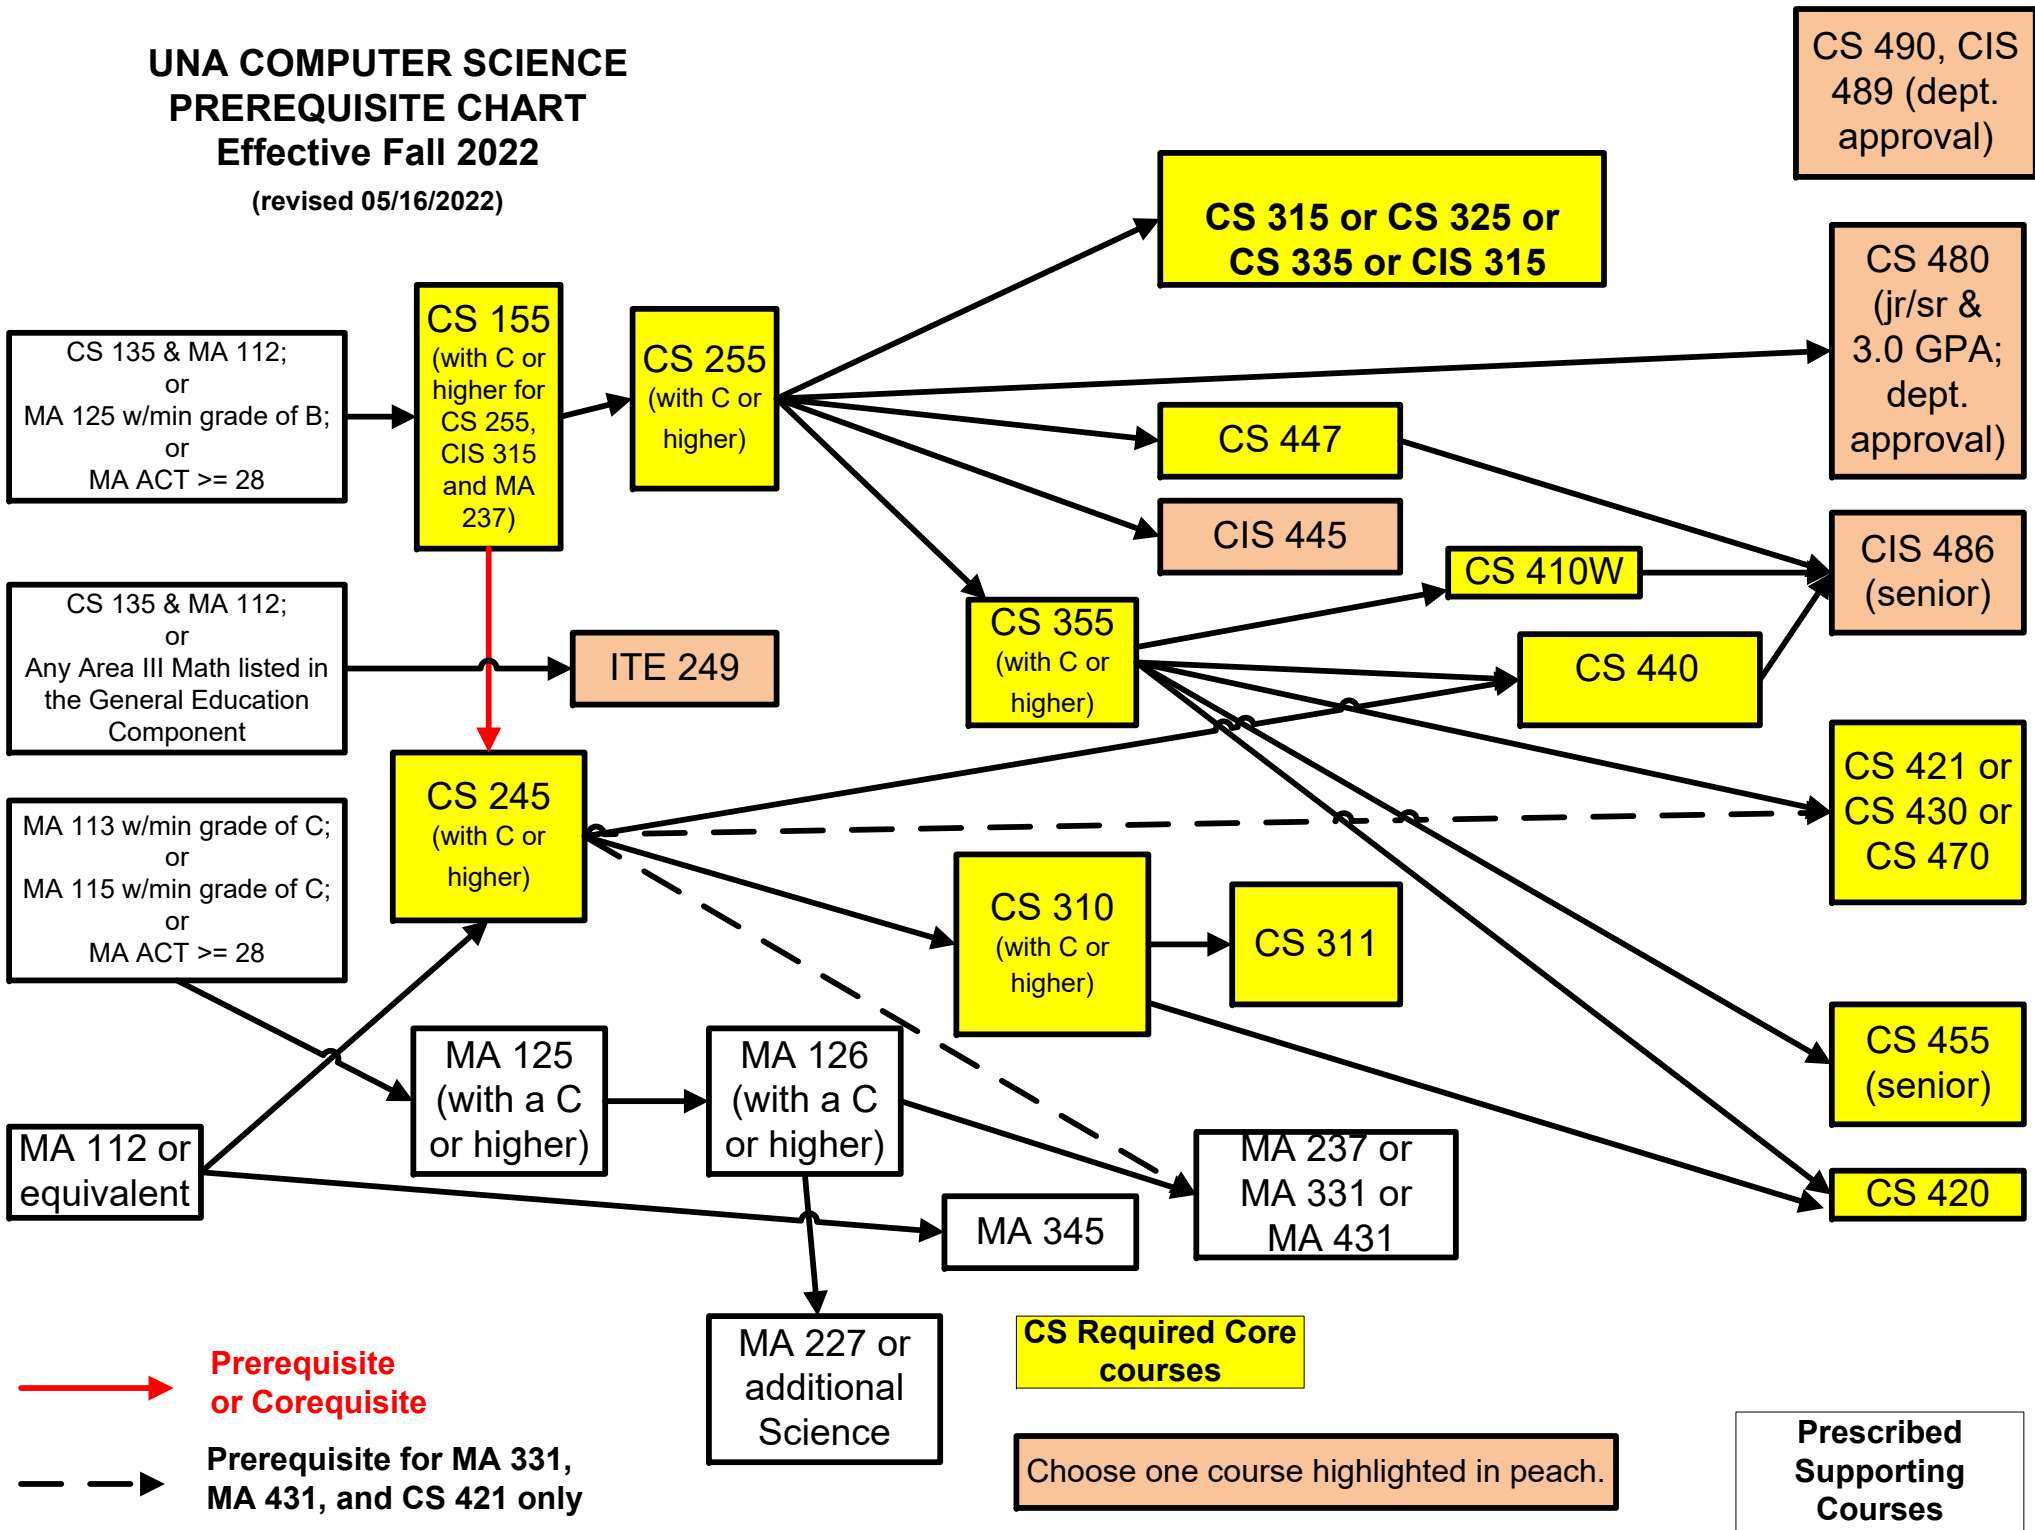 UNA COMPUTER SCIENCE
PREREQUISITE CHART
Effective Fall 2022
(revised 05/16/2022)
CS 490, CIS
489 (dept.
approval)
CS 315 or CS 325 or
CS 335 or CIS 315
CS 480
(jr/sr &
3.0 GPA;
dept.
approval)
CS 135 & MA 112;
or
MA 125 w/min grade of B;
or
MA ACT >= 28
CS 155
(with C or
higher for
CS 255,
CIS 315
and MA
237)
CS 255
(with C or
higher)
CS 447
CIS 445
CS 410W
CIS 486
(senior)
CS 135 & MA 112;
or
Any Area III Math listed in
the General Education
Component
ITE 249
CS 355
(with C or
higher)
CS 440
CS 245
(with C or
higher)
CS 421 or
CS 430 or
CS 470
MA 113 w/min grade of C;
or
MA 115 w/min grade of C;
or
MA ACT >= 28
CS 310
(with C or
higher)
CS 311
CS 455
(senior)
MA 125
(with a C
or higher)
MA 126
(with a C
or higher)
MA 112 or
equivalent
MA 237 or
MA 331 or
MA 431
CS 420
MA 345
MA 227 or
additional
Science
CS Required Core
courses
Prerequisite
or Corequisite
Prerequisite for MA 331,
MA 431, and CS 421 only
Choose one course highlighted in peach.
Prescribed
Supporting
Courses